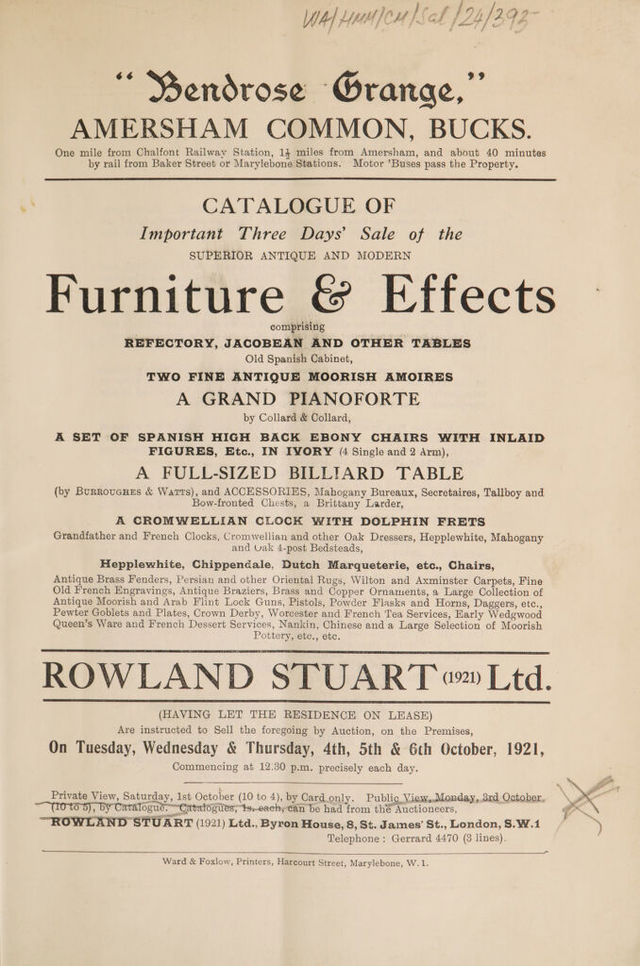 WA/HMM/CM/Sal/24/393
"Bendrose Grange,"
AMERSHAM COMMON, BUCKS.
One mile from Chalfont Railway Station, 1¼ miles from Amersham, and about 40 minutes
by rail from Baker Street or Marylebone Stations. Motor 'Buses pass the Property.
CATALOGUE OF
Important Three Days' Sale of the
SUPERIOR ANTIQUE AND MODERN
Furniture & Effects
comprising
REFECTORY, JACOBEAN AND OTHER TABLES
Old Spanish Cabinet,
TWO FINE ANTIQUE MOORISH AMOIRES
A GRAND PIANOFORTE
by Collard & Collard,
A SET OF SPANISH HIGH BACK EBONY CHAIRS WITH INLAID
FIGURES, Etc., IN IVORY (4 Single and 2 Arm),
A FULL-SIZED BILLIARD TABLE
(by BURROUGHES & WATTS), and ACCESSORIES, Mahogany Bureaux, Secretaires, Tallboy and
Bow-fronted Chests, a Brittany Larder,
A CROMWELLIAN CLOCK WITH DOLPHIN FRETS
Grandfather and French Clocks, Cromwellian and other Oak Dressers, Hepplewhite, Mahogany
and Oak 4-post Bedsteads,
Hepplewhite, Chippendale, Dutch Marqueterie, etc., Chairs,
Antique Brass Fenders, Persian and other Oriental Rugs, Wilton and Axminster Carpets, Fine
Old French Engravings, Antique Braziers, Brass and Copper Ornaments, a Large Collection of
Antique Moorish and Arab Flint Lock Guns, Pistols, Powder Flasks and Horns, Daggers, etc.,
Pewter Goblets and Plates, Crown Derby, Worcester and French Tea Services, Early Wedgwood
Queen's Ware and French Dessert Services, Nankin, Chinese and a Large Selection of Moorish
Pottery, etc., etc.
ROWLAND STUART (1921) Ltd.
(HAVING LET THE RESIDENCE ON LEASE)
Are instructed to Sell the foregoing by Auction, on the Premises,
On Tuesday, Wednesday & Thursday, 4th, 5th & 6th October, 1921,
Commencing at 12.30 p.m. precisely each day.
Private View, Saturday, 1st October (10 to 4), by Card only. Public View, Monday, 3rd October
(10 to 5), by Catalogue. Catalogues, 1s. each, can be had from the Auctioneers,
ROWLAND STUART (1921) Ltd., Byron House, 8, St. James' St., London, S.W.1
Telephone : Gerrard 4470 (3 lines).
Ward & Foxlow, Printers, Harcourt Street, Marylebone, W.1.